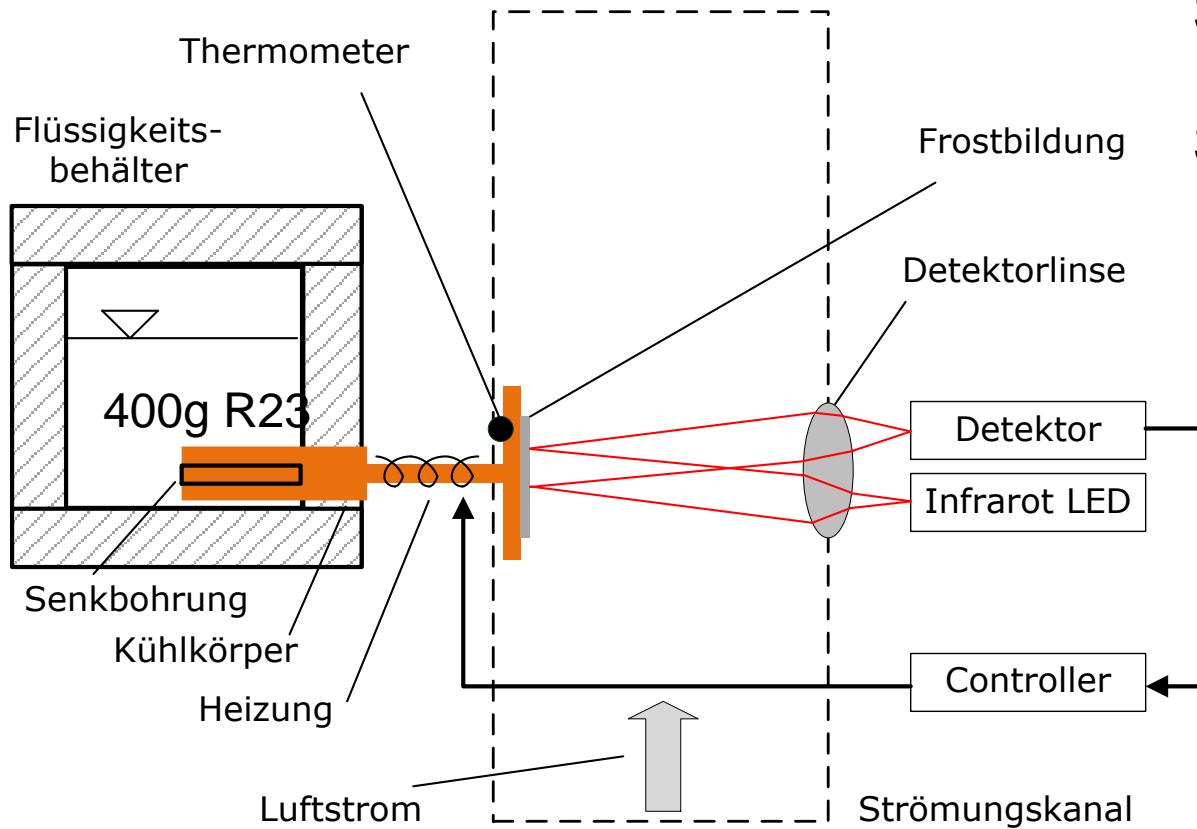 Thermometer
Flüssigkeits-
behälter
Frostbildung
Detektorlinse
400g R23
Detektor
Infrarot LED
Senkbohrung
Kühlkörper
Controller
Heizung
Luftstrom
Strömungskanal